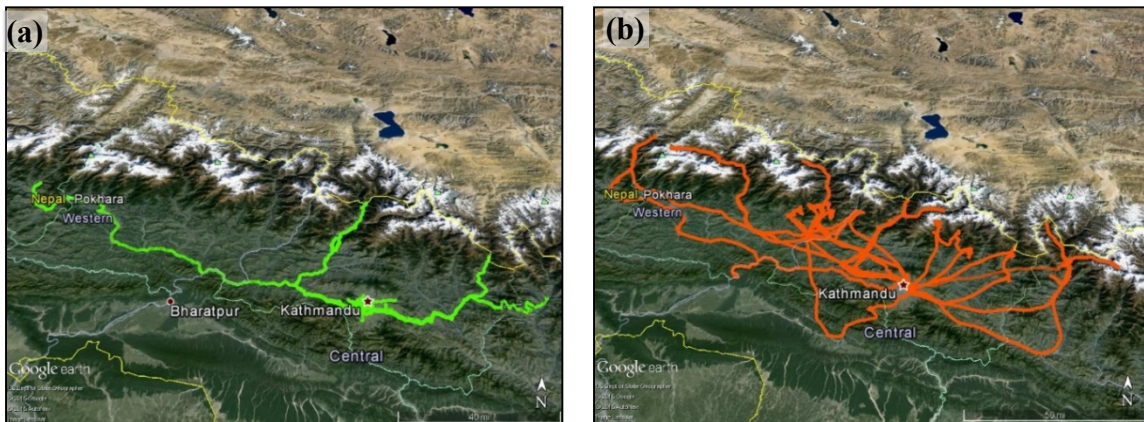 (a)
Nepal Pokhara
Western
Bharatpur
Kathmandu
Central
Google earth
N
(b)
Nepal Pokhara
Western
Kathmandu
Central
Google earth
N